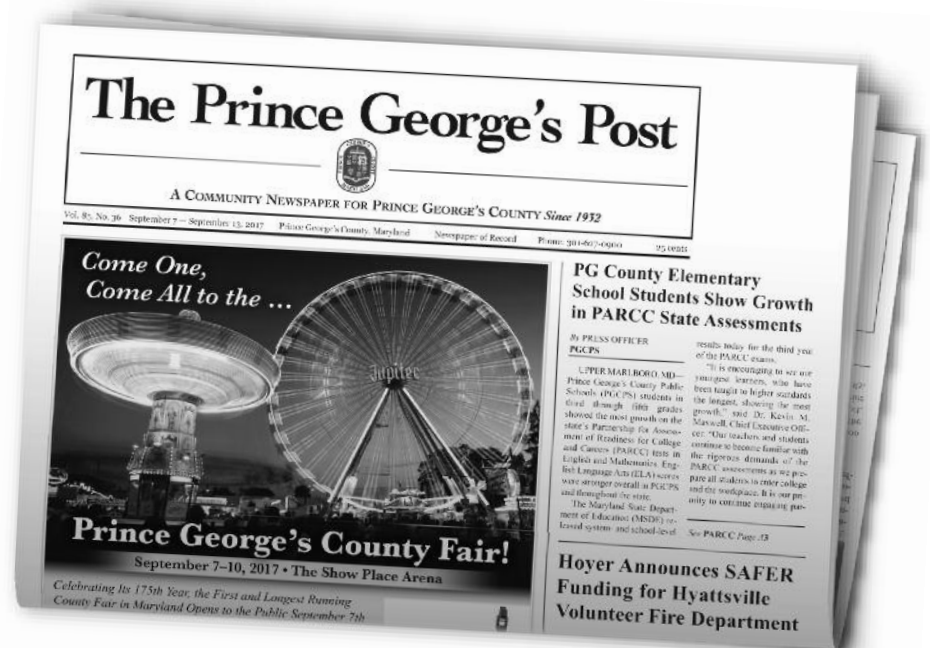 The Prince George's Post
A COMMUNITY NEWSPAPER FOR PRINCE GEORGE'S COUNTY Since 1932
Vol. 85, No. 36 September 7 — September 13, 2017 Prince George's County, Maryland Newspaper of Record Phone: 301-627-0900 25 cents
Come One,
Come All to the ...
Jupiter
Prince George's County Fair!
September 7–10, 2017 • The Show Place Arena
Celebrating Its 175th Year, the First and Longest Running
County Fair in Maryland Opens to the Public September 7th
PG County Elementary
School Students Show Growth
in PARCC State Assessments
By PRESS OFFICER
PGCPS
UPPER MARLBORO, MD—
Prince George's County Public
Schools (PGCPS) students in
third through fifth grades
showed the most growth on the
state's Partnership for Assess-
ment of Readiness for College
and Careers (PARCC) tests in
English and Mathematics. Eng-
lish Language Arts (ELA) scores
were stronger overall in PGCPS
and throughout the state.
The Maryland State Depart-
ment of Education (MSDE) re-
leased system- and school-level
results today for the third year
of the PARCC exams.
"It is encouraging to see our
youngest learners, who have
been taught to higher standards
the longest, showing the most
growth," said Dr. Kevin M.
Maxwell, Chief Executive Offi-
cer. "Our teachers and students
continue to become familiar with
the rigorous demands of the
PARCC assessments as we pre-
pare all students to enter college
and the workplace. It is our pri-
ority to continue engaging par-
See PARCC Page A3
Hoyer Announces SAFER
Funding for Hyattsville
Volunteer Fire Department